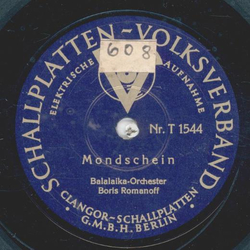 SCHALLPLATTEN-VOLKSVERBAND
608
ELEKTRISCHE AUFNAHME
Nr. T 1544
Mondschein
Balalaika-Orchester
Boris Romanoff
CLANGOR-SCHALLPLATTEN
G.M.B.H. BERLIN